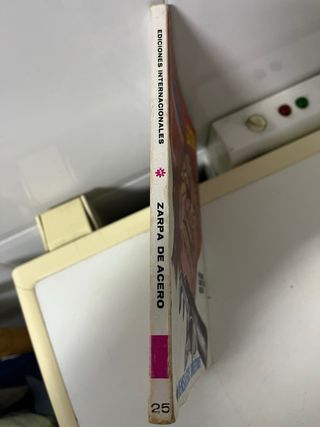 EDICIONES INTERNACIONALES
ZARPA DE ACERO
25